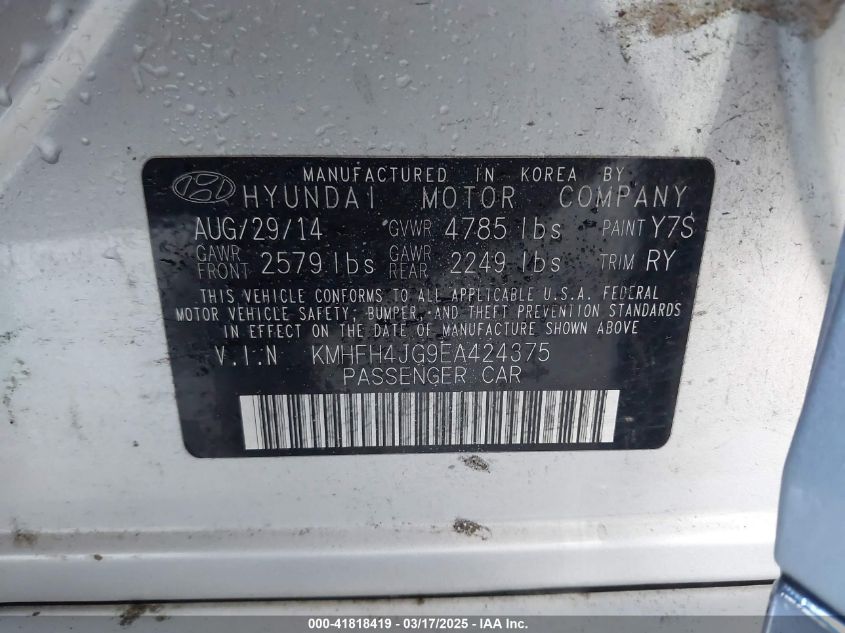 MANUFACTURED IN KOREA BY
HYUNDAI MOTOR COMPANY
AUG/29/14 GVWR 4785 lbs PAINT Y7S
GAWR FRONT 2579 lbs GAWR REAR 2249 lbs TRIM RY
THIS VEHICLE CONFORMS TO ALL APPLICABLE U.S.A. FEDERAL
MOTOR VEHICLE SAFETY, BUMPER, AND THEFT PREVENTION STANDARDS
IN EFFECT ON THE DATE OF MANUFACTURE SHOWN ABOVE
V.I.N KMHFH4JG9EA424375
PASSENGER CAR
000-41818419 - 03/17/2025 - IAA Inc.